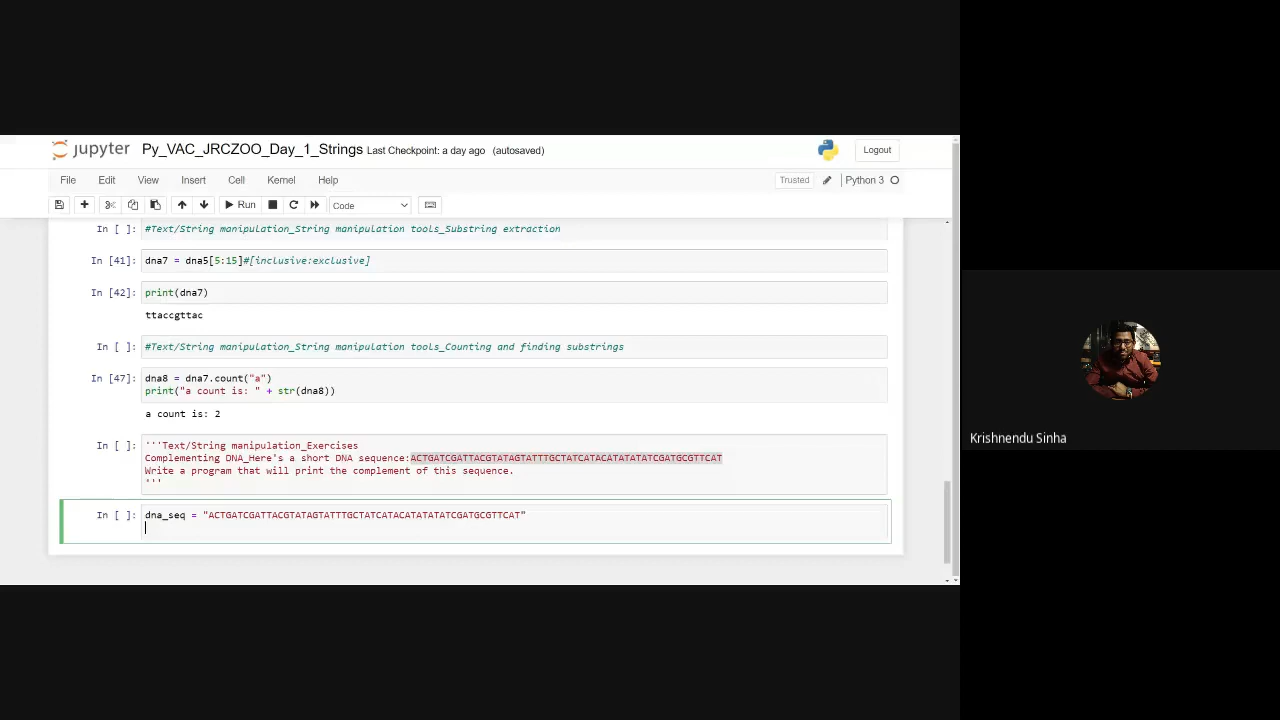 jupyter Py_VAC_JRCZOO_Day_1_Strings Last Checkpoint: a day ago (autosaved) Logout
File Edit View Insert Cell Kernel Help Trusted Python 3
Run Code
In [ ]: #Text/String manipulation_String manipulation tools_Substring extraction
In [41]: dna7 = dna5[5:15]#[inclusive:exclusive]
In [42]: print(dna7)
ttaccgttac
In [ ]: #Text/String manipulation_String manipulation tools_Counting and finding substrings
In [47]: dna8 = dna7.count("a")
print("a count is: " + str(dna8))
a count is: 2
In [ ]: '''Text/String manipulation_Exercises
Complementing DNA_Here's a short DNA sequence:ACTGATCGATTACGTATAGTATTTGCTATCATACATATATATCGATGCGTTCAT
Write a program that will print the complement of this sequence.
'''
In [ ]: dna_seq = "ACTGATCGATTACGTATAGTATTTGCTATCATACATATATATCGATGCGTTCAT"
Krishnendu Sinha